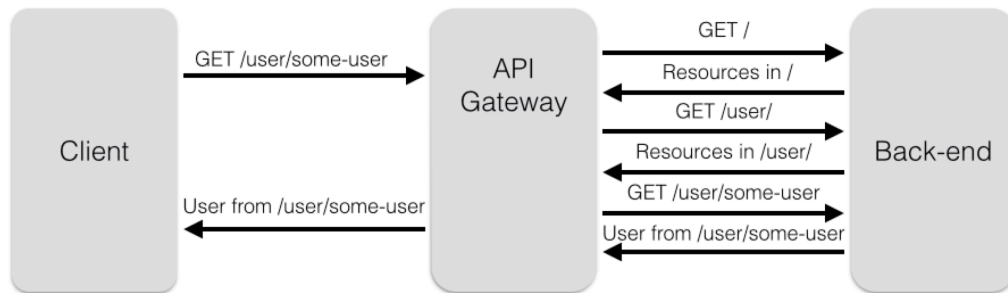 Client
GET /user/some-user
User from /user/some-user
API
Gateway
GET /
Resources in /
GET /user/
Resources in /user/
GET /user/some-user
User from /user/some-user
Back-end